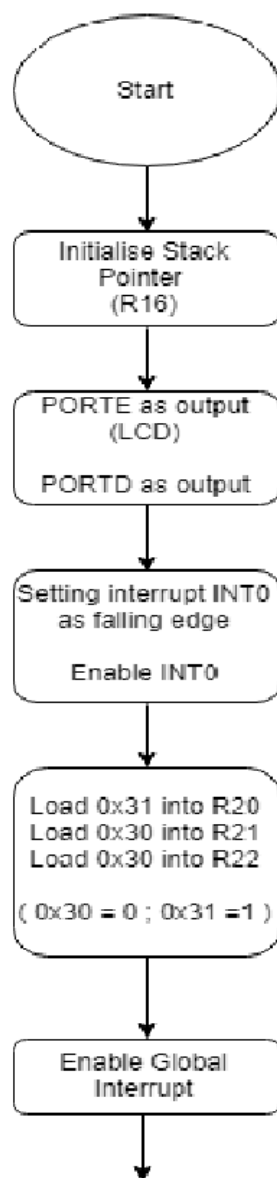 Start
Initialise Stack
Pointer
(R16)
PORTE as output
(LCD)
PORTD as output
Setting interrupt INT0
as falling edge
Enable INT0
Load 0x31 into R20
Load 0x30 into R21
Load 0x30 into R22
( 0x30 = 0 ; 0x31 =1 )
Enable Global
Interrupt